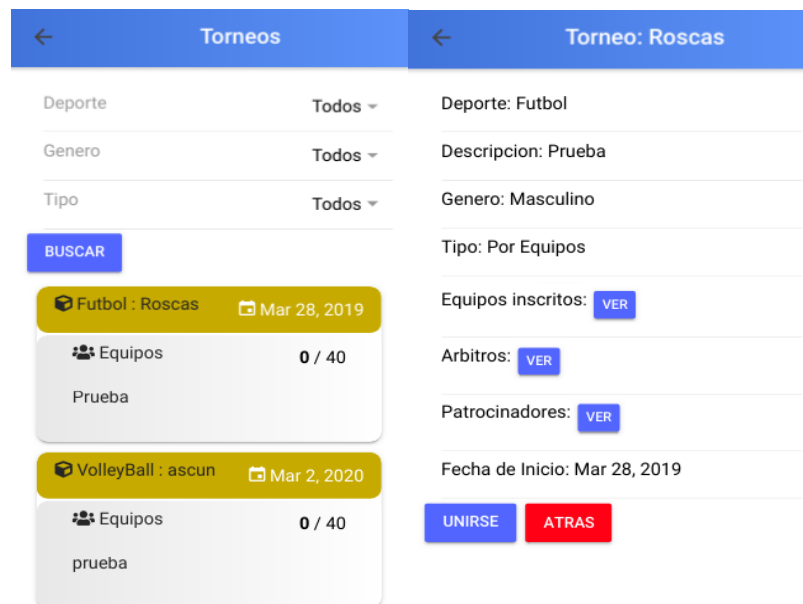 Torneos
Deporte Todos
Genero Todos
Tipo Todos
BUSCAR
Futbol : Roscas Mar 28, 2019
Equipos 0 / 40
Prueba
VolleyBall : ascun Mar 2, 2020
Equipos 0 / 40
prueba
Torneo: Roscas
Deporte: Futbol
Descripcion: Prueba
Genero: Masculino
Tipo: Por Equipos
Equipos inscritos: VER
Arbitros: VER
Patrocinadores: VER
Fecha de Inicio: Mar 28, 2019
UNIRSE ATRAS